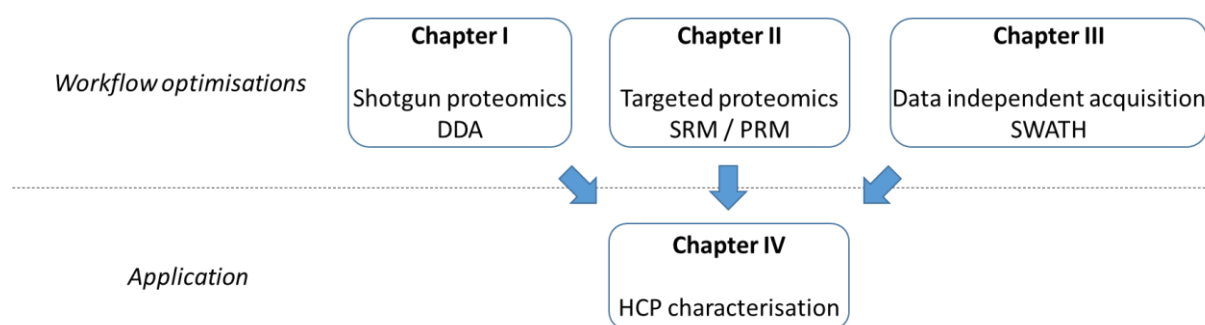 Workflow optimisations
Chapter I
Shotgun proteomics
DDA
Chapter II
Targeted proteomics
SRM / PRM
Chapter III
Data independent acquisition
SWATH
Application
Chapter IV
HCP characterisation